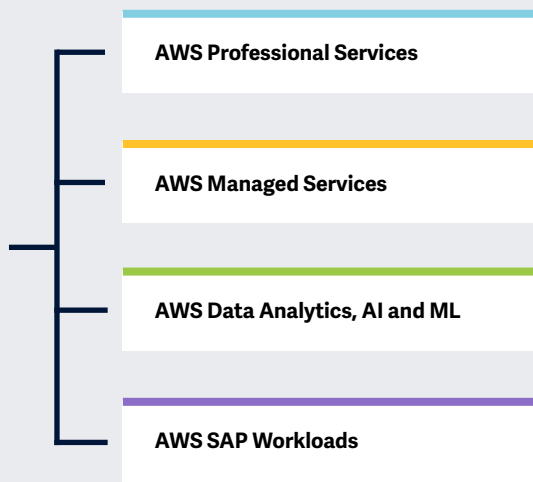 AWS Professional Services
AWS Managed Services
AWS Data Analytics, AI and ML
AWS SAP Workloads